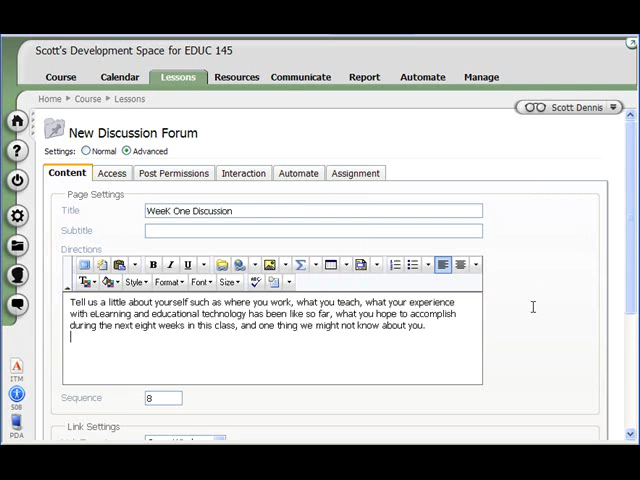 Scott's Development Space for EDUC 145
Course Calendar Lessons Resources Communicate Report Automate Manage
Home Course Lessons
Scott Dennis
New Discussion Forum
Settings: Normal Advanced
Content Access Post Permissions Interaction Automate Assignment
Page Settings
Title WeeK One Discussion
Subtitle
Directions
B I U
Style Format Font Size
Tell us a little about yourself such as where you work, what you teach, what your experience
with eLearning and educational technology has been like so far, what you hope to accomplish
during the next eight weeks in this class, and one thing we might not know about you.
Sequence 8
Link Settings
ITM
508
PDA